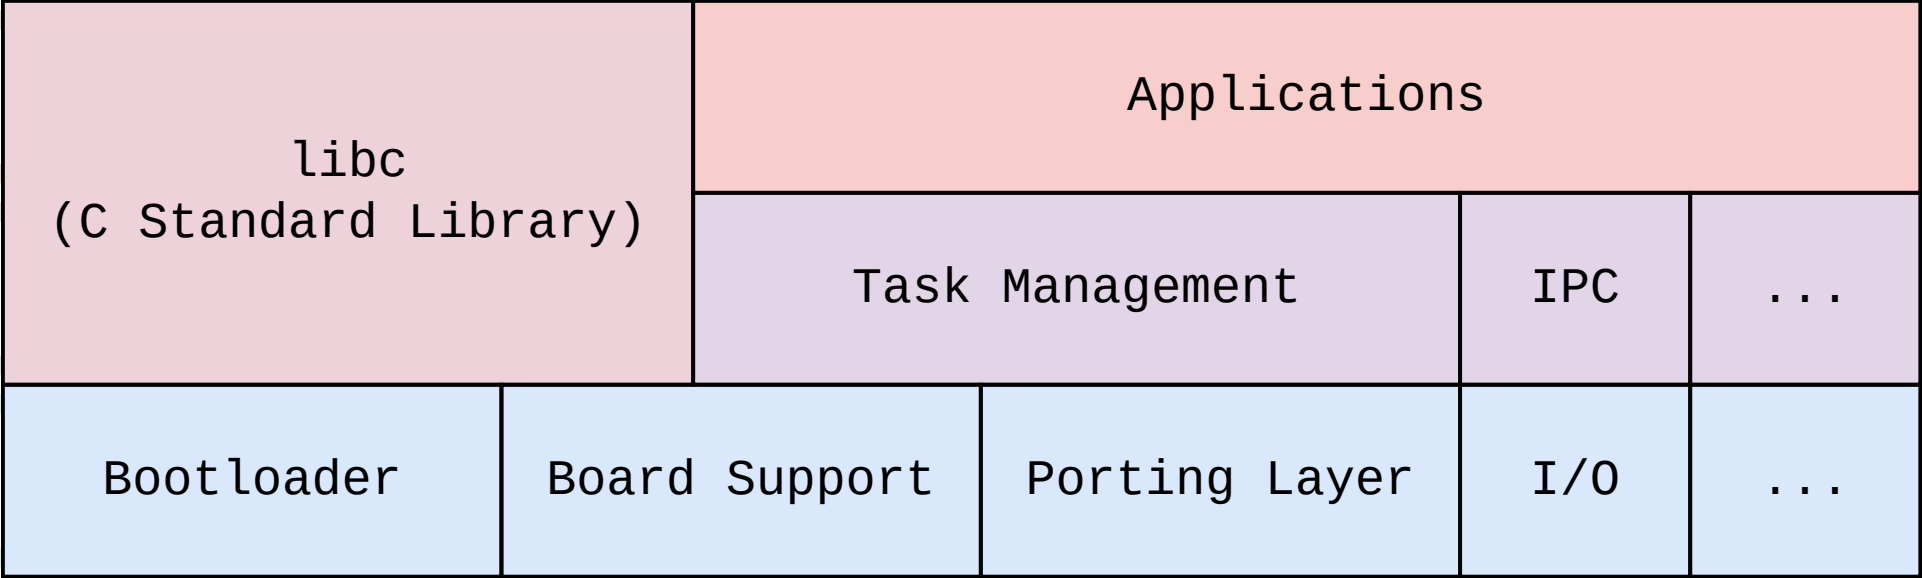 libc
(C Standard Library)
Applications
Task Management
IPC
...
Bootloader
Board Support
Porting Layer
I/O
...